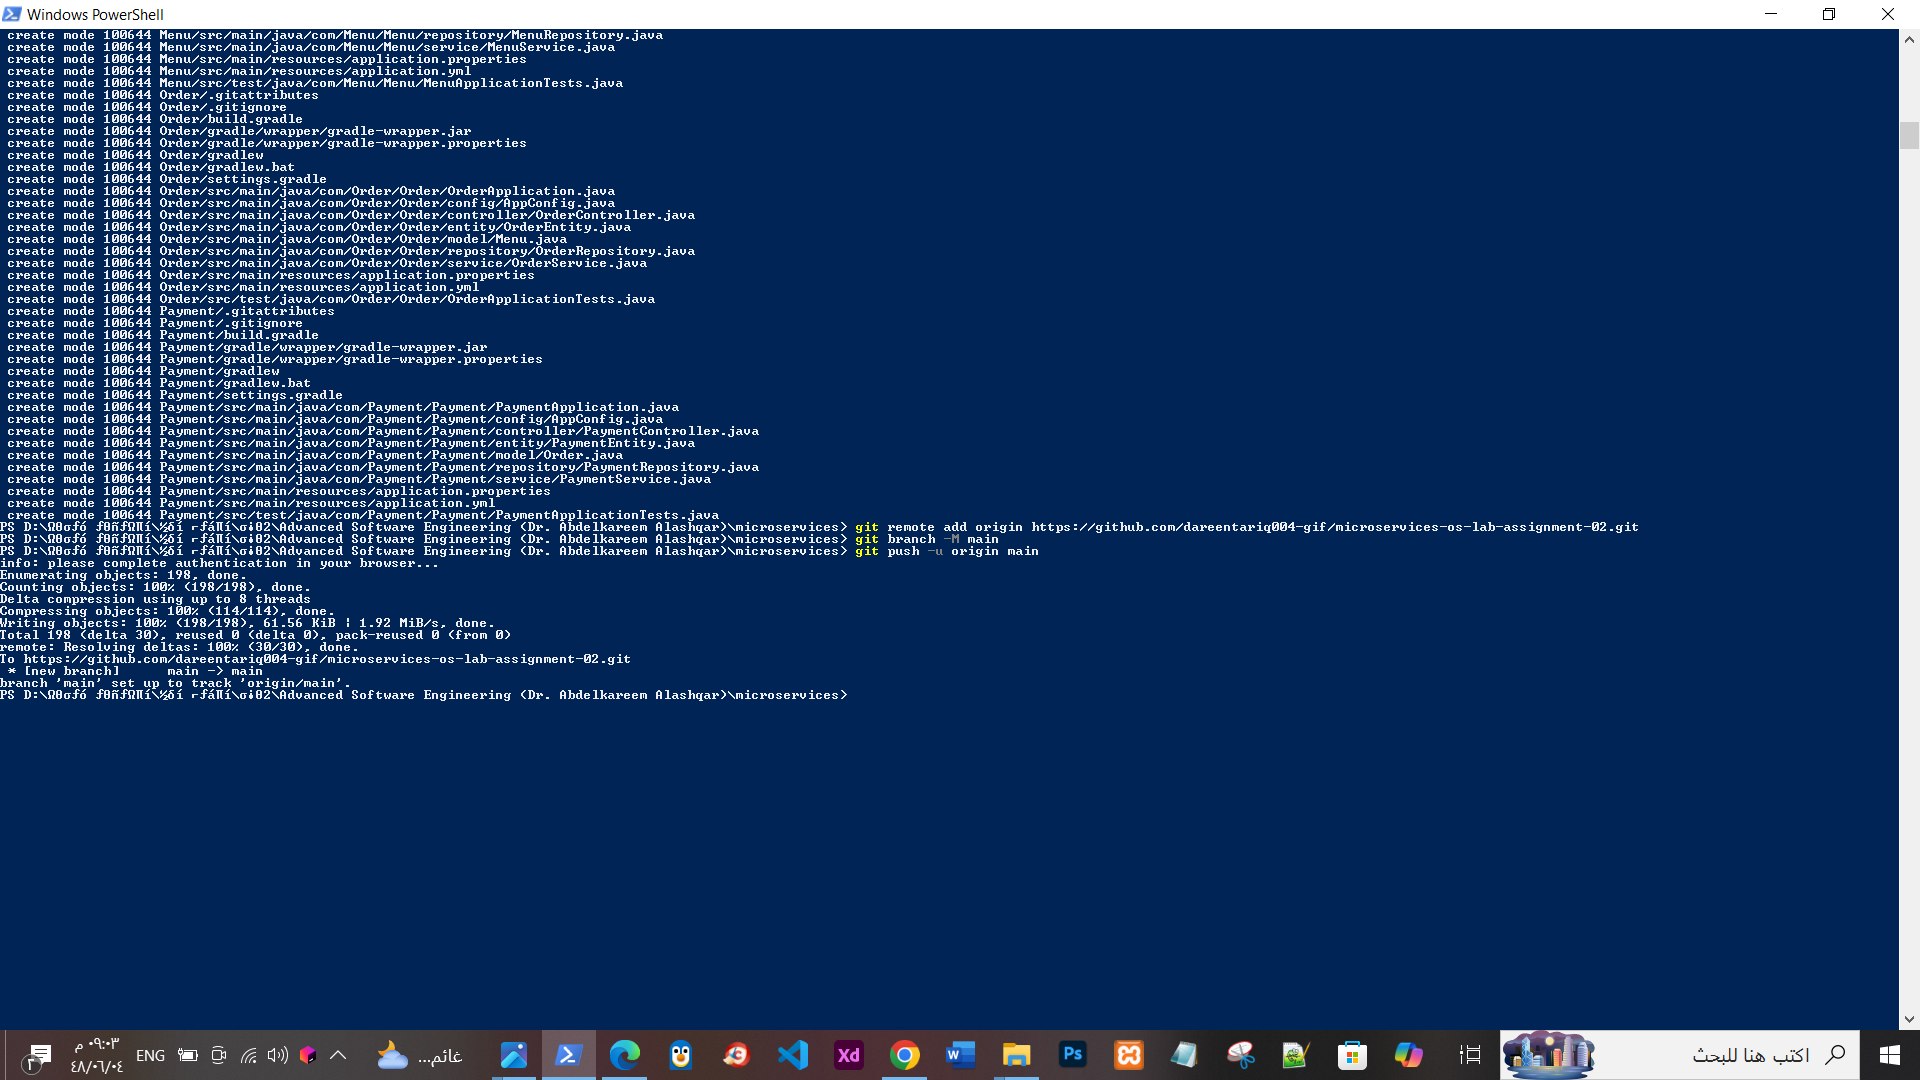 Windows PowerShell
create mode 100644 Menu/src/main/java/com/Menu/Menu/repository/MenuRepository.java
create mode 100644 Menu/src/main/java/com/Menu/Menu/service/MenuService.java
create mode 100644 Menu/src/main/resources/application.properties
create mode 100644 Menu/src/main/resources/application.yml
create mode 100644 Menu/src/test/java/com/Menu/Menu/MenuApplicationTests.java
create mode 100644 Order/.gitattributes
create mode 100644 Order/.gitignore
create mode 100644 Order/build.gradle
create mode 100644 Order/gradle/wrapper/gradle-wrapper.jar
create mode 100644 Order/gradle/wrapper/gradle-wrapper.properties
create mode 100644 Order/gradlew
create mode 100644 Order/gradlew.bat
create mode 100644 Order/settings.gradle
create mode 100644 Order/src/main/java/com/Order/Order/OrderApplication.java
create mode 100644 Order/src/main/java/com/Order/Order/config/AppConfig.java
create mode 100644 Order/src/main/java/com/Order/Order/controller/OrderController.java
create mode 100644 Order/src/main/java/com/Order/Order/entity/OrderEntity.java
create mode 100644 Order/src/main/java/com/Order/Order/model/Menu.java
create mode 100644 Order/src/main/java/com/Order/Order/repository/OrderRepository.java
create mode 100644 Order/src/main/java/com/Order/Order/service/OrderService.java
create mode 100644 Order/src/main/resources/application.properties
create mode 100644 Order/src/main/resources/application.yml
create mode 100644 Order/src/test/java/com/Order/Order/OrderApplicationTests.java
create mode 100644 Payment/.gitattributes
create mode 100644 Payment/.gitignore
create mode 100644 Payment/build.gradle
create mode 100644 Payment/gradle/wrapper/gradle-wrapper.jar
create mode 100644 Payment/gradle/wrapper/gradle-wrapper.properties
create mode 100644 Payment/gradlew
create mode 100644 Payment/gradlew.bat
create mode 100644 Payment/settings.gradle
create mode 100644 Payment/src/main/java/com/Payment/Payment/PaymentApplication.java
create mode 100644 Payment/src/main/java/com/Payment/Payment/config/AppConfig.java
create mode 100644 Payment/src/main/java/com/Payment/Payment/controller/PaymentController.java
create mode 100644 Payment/src/main/java/com/Payment/Payment/entity/PaymentEntity.java
create mode 100644 Payment/src/main/java/com/Payment/Payment/model/Order.java
create mode 100644 Payment/src/main/java/com/Payment/Payment/repository/PaymentRepository.java
create mode 100644 Payment/src/main/java/com/Payment/Payment/service/PaymentService.java
create mode 100644 Payment/src/main/resources/application.properties
create mode 100644 Payment/src/main/resources/application.yml
create mode 100644 Payment/src/test/java/com/Payment/Payment/PaymentApplicationTests.java
PS D:\Advanced Software Engineering (Dr. Abdelkareem Alashqar)\microservices> git remote add origin https://github.com/dareentariq004-gif/microservices-os-lab-assignment-02.git
PS D:\Advanced Software Engineering (Dr. Abdelkareem Alashqar)\microservices> git branch -M main
PS D:\Advanced Software Engineering (Dr. Abdelkareem Alashqar)\microservices> git push -u origin main
info: please complete authentication in your browser...
Enumerating objects: 198, done.
Counting objects: 100% (198/198), done.
Delta compression using up to 8 threads
Compressing objects: 100% (114/114), done.
Writing objects: 100% (198/198), 61.56 KiB | 1.92 MiB/s, done.
Total 198 (delta 30), reused 0 (delta 0), pack-reused 0 (from 0)
remote: Resolving deltas: 100% (30/30), done.
To https://github.com/dareentariq004-gif/microservices-os-lab-assignment-02.git
* [new branch]      main -> main
branch 'main' set up to track 'origin/main'.
PS D:\Advanced Software Engineering (Dr. Abdelkareem Alashqar)\microservices>
اكتب هنا للبحث
غائم...
ENG
٠٩:٠٣ م
٤٨/٠٦/٠٤